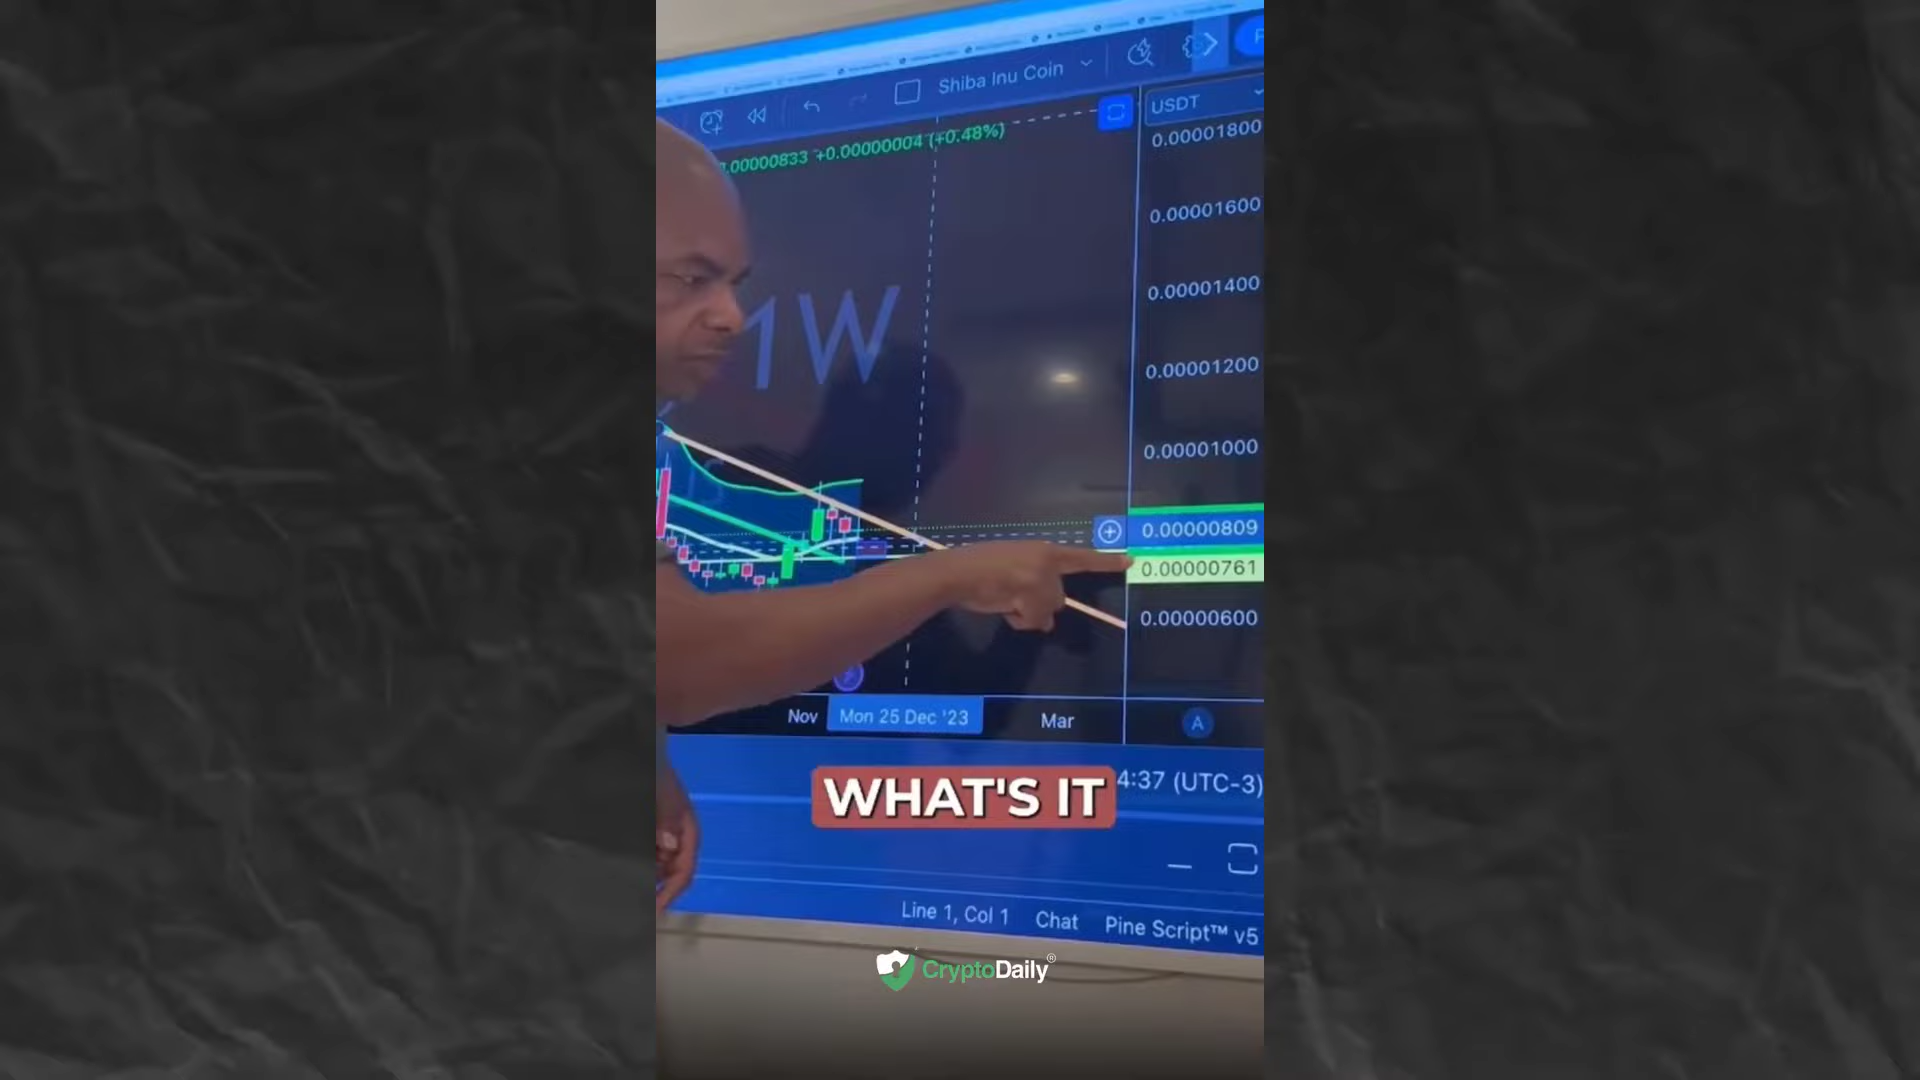 Shiba Inu Coin
USDT
.00000833 +0.00000004 (+0.48%)
0.00001800
0.00001600
1W
0.00001400
0.00001200
0.00001000
0.00000809
0.00000761
0.00000600
Nov
Mon 25 Dec '23
Mar
A
WHAT'S IT
4:37 (UTC-3)
Line 1, Col 1
Chat
Pine Script™ v5
CryptoDaily®